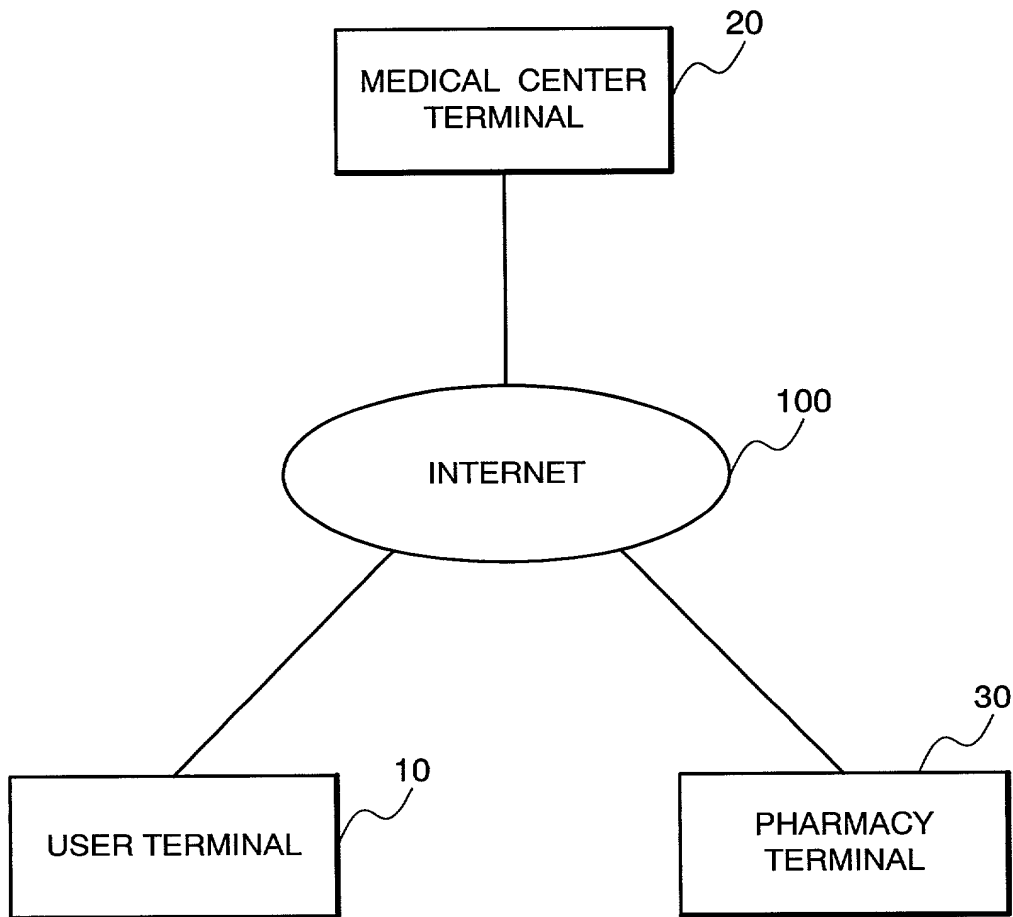 20
MEDICAL CENTER
TERMINAL
100
INTERNET
30
10
USER TERMINAL
PHARMACY
TERMINAL